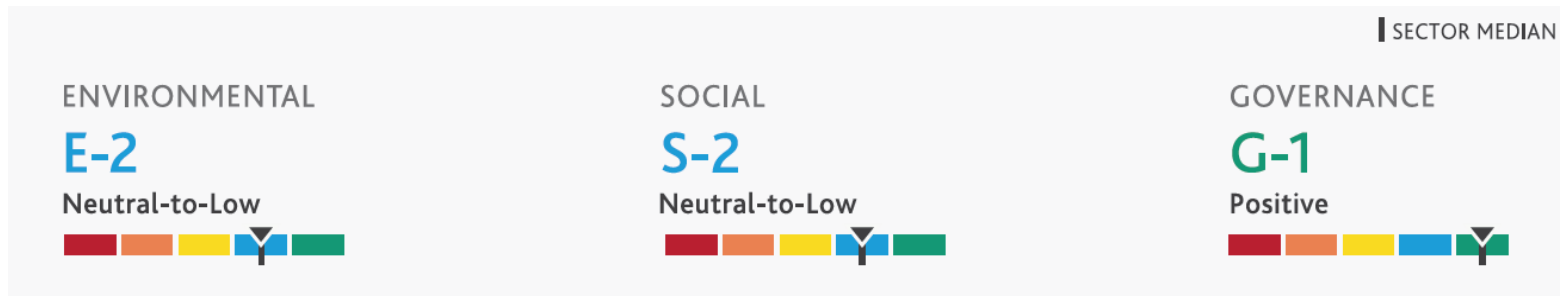 SECTOR MEDIAN
ENVIRONMENTAL
E-2
Neutral-to-Low
SOCIAL
S-2
Neutral-to-Low
GOVERNANCE
G-1
Positive